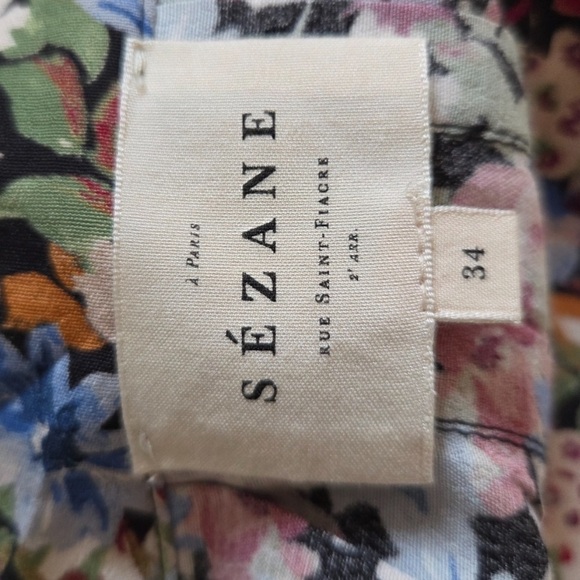 À PARIS
SÉZANE
RUE SAINT-FIACRE
2ᵉ ARR.
34